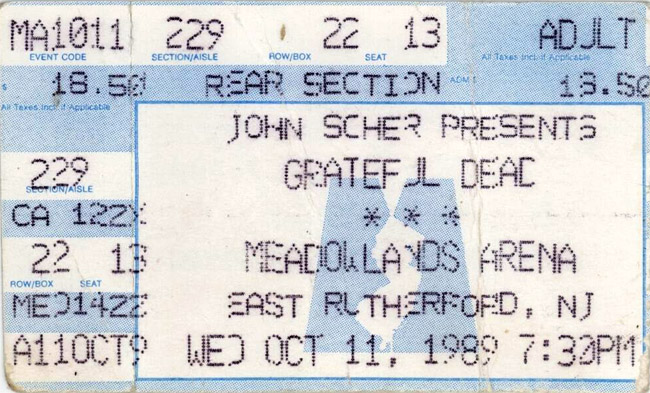 MA1011 229 22 13 ADULT
EVENT CODE SECTION/AISLE ROW/BOX SEAT All Taxes Incl. if Applicable
$ 18.50 REAR SECTION ADM $ 18.50
All Taxes Incl. if Applicable
JOHN SCHER PRESENTS
229 GRATEFUL DEAD
SECTION/AISLE
CA 122X * * *
22 13 MEADOWLANDS ARENA
ROW/BOX SEAT
EAST RUTHERFORD, NJ
A11OCT9 WED OCT 11, 1989 7:30PM